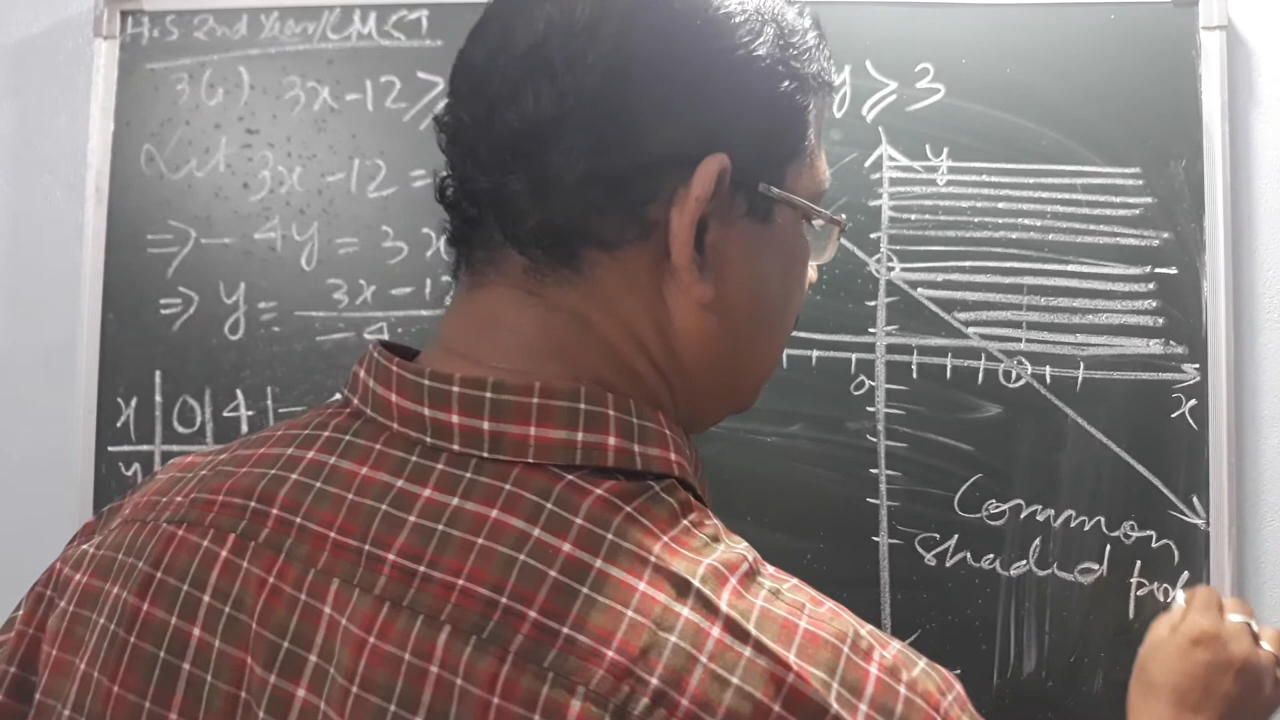 H.S 2nd Year/CMST
3(i) 3x-12⩾ y⩾3
Let 3x-12=
⇒-4y=3x
⇒ y= 3x-12
-4
x 0 4 -
y
y
0
x
Common
shaded